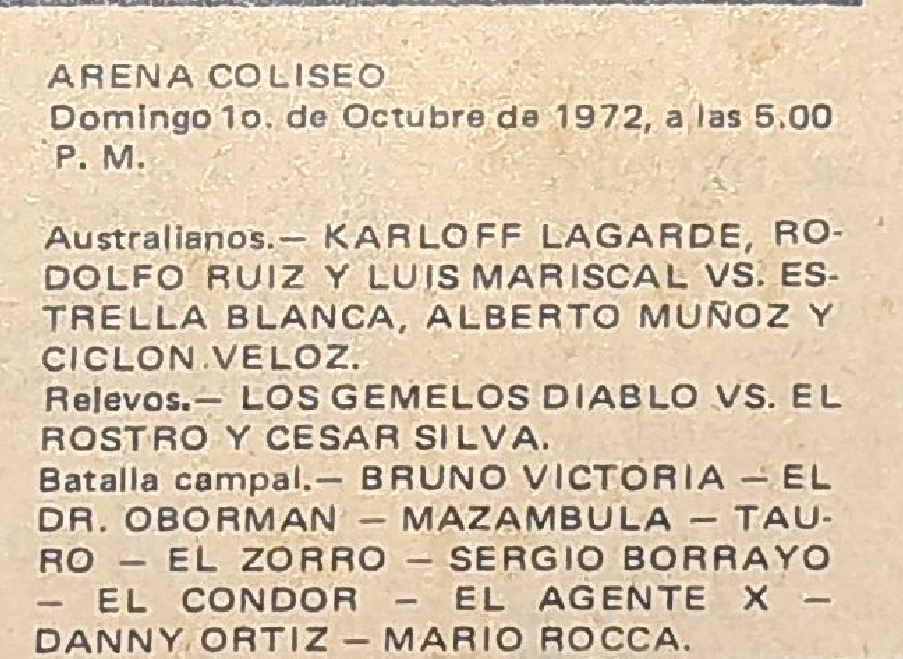 ARENA COLISEO
Domingo 1o. de Octubre de 1972, a las 5.00
P. M.
Australianos.— KARLOFF LAGARDE, RO-
DOLFO RUIZ Y LUIS MARISCAL VS. ES-
TRELLA BLANCA, ALBERTO MUÑOZ Y
CICLON VELOZ.
Relevos.— LOS GEMELOS DIABLO VS. EL
ROSTRO Y CESAR SILVA.
Batalla campal.— BRUNO VICTORIA — EL
DR. OBORMAN — MAZAMBULA — TAU-
RO — EL ZORRO — SERGIO BORRAYO
— EL CONDOR — EL AGENTE X —
DANNY ORTIZ — MARIO ROCCA.